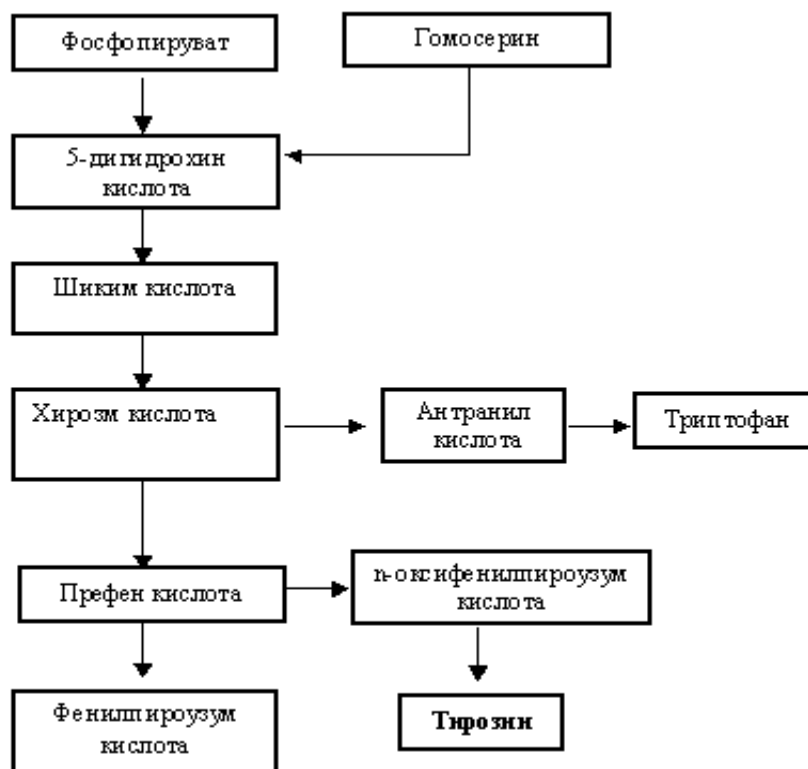 Фосфопируват
Гомосерин
5-дигидрохин
кислота
Шиким кислота
Хирозм кислота
Антранил
кислота
Триптофан
Префен кислота
п-оксифенилпироузум
кислота
Фенилпироузум
кислота
Тирозин